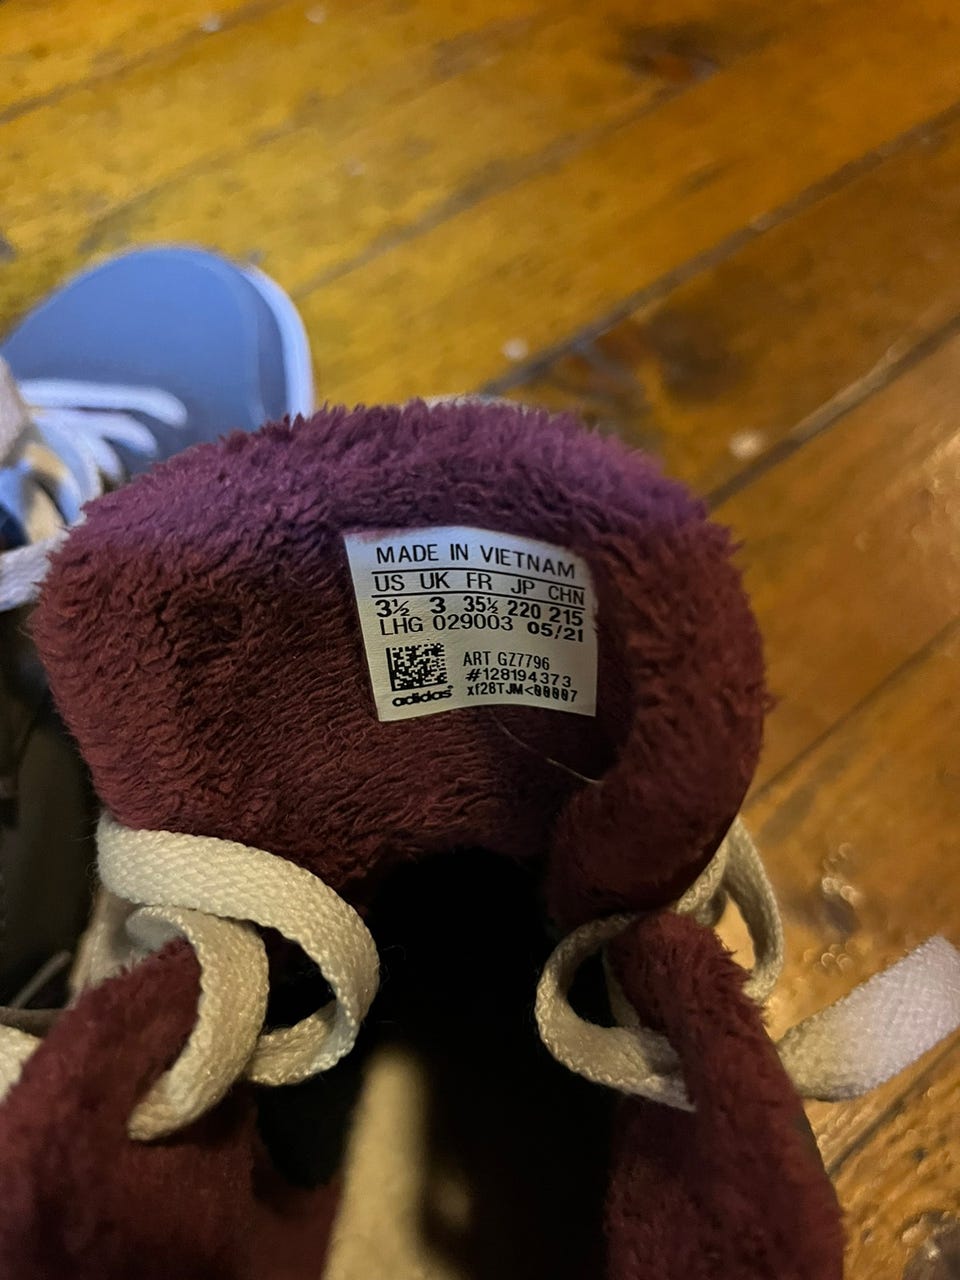 MADE IN VIETNAM
US UK FR JP CHN
3½ 3 35½ 220 215
LHG 029003 05/21
ART GZ7796
#128194373
xf28TJM<00007
adidas